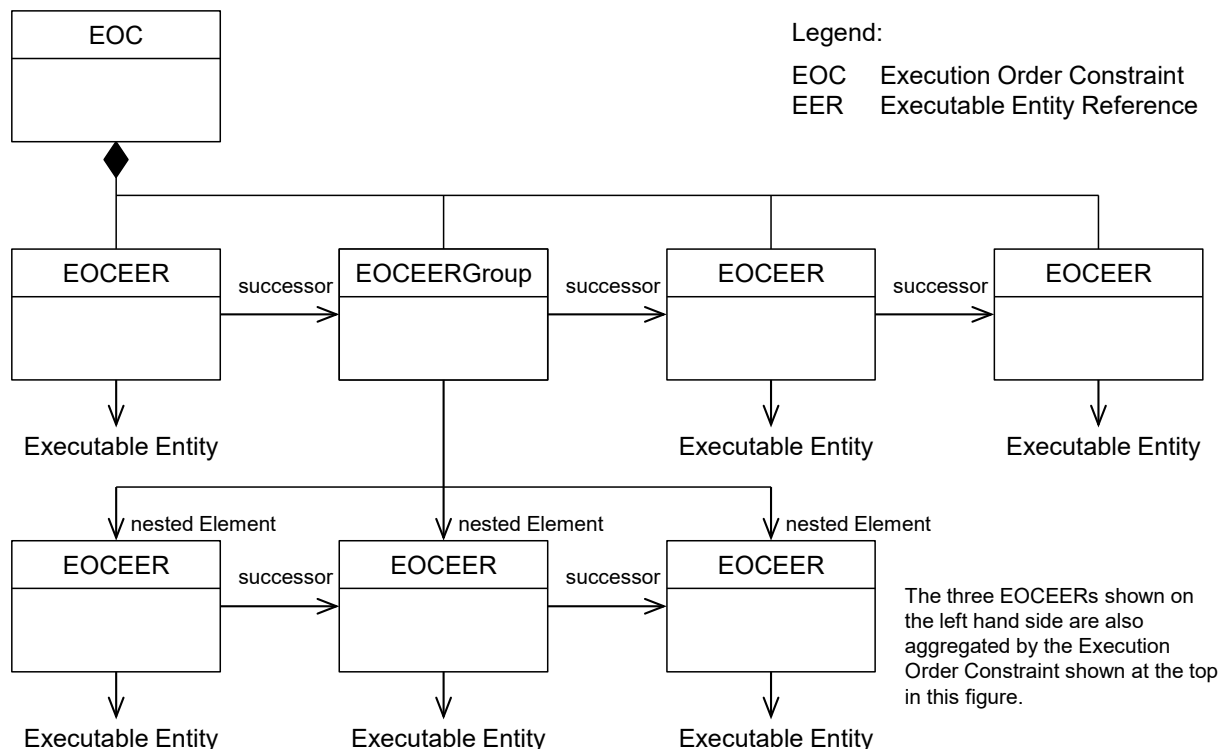 EOC
Legend:
EOC Execution Order Constraint
EER Executable Entity Reference
EOCEER
successor
EOCEERGroup
successor
EOCEER
successor
EOCEER
Executable Entity
Executable Entity
Executable Entity
nested Element
nested Element
nested Element
EOCEER
successor
EOCEER
successor
EOCEER
The three EOCEERs shown on
the left hand side are also
aggregated by the Execution
Order Constraint shown at the top
in this figure.
Executable Entity
Executable Entity
Executable Entity